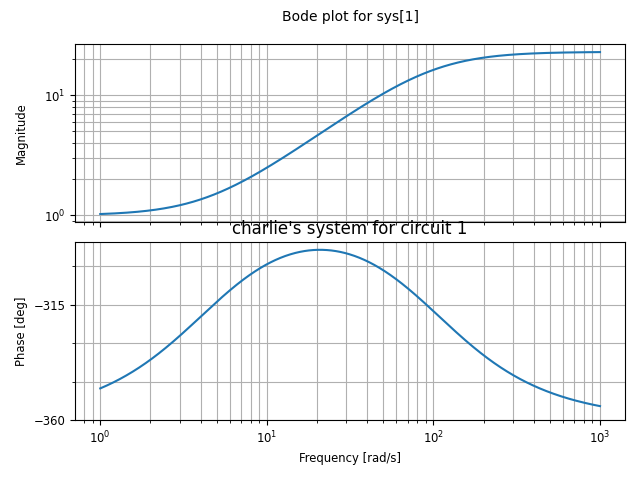 Bode plot for sys[1]
Magnitude
10¹
10⁰
charlie's system for circuit 1
Phase [deg]
−315
−360
10⁰ 10¹ 10² 10³
Frequency [rad/s]